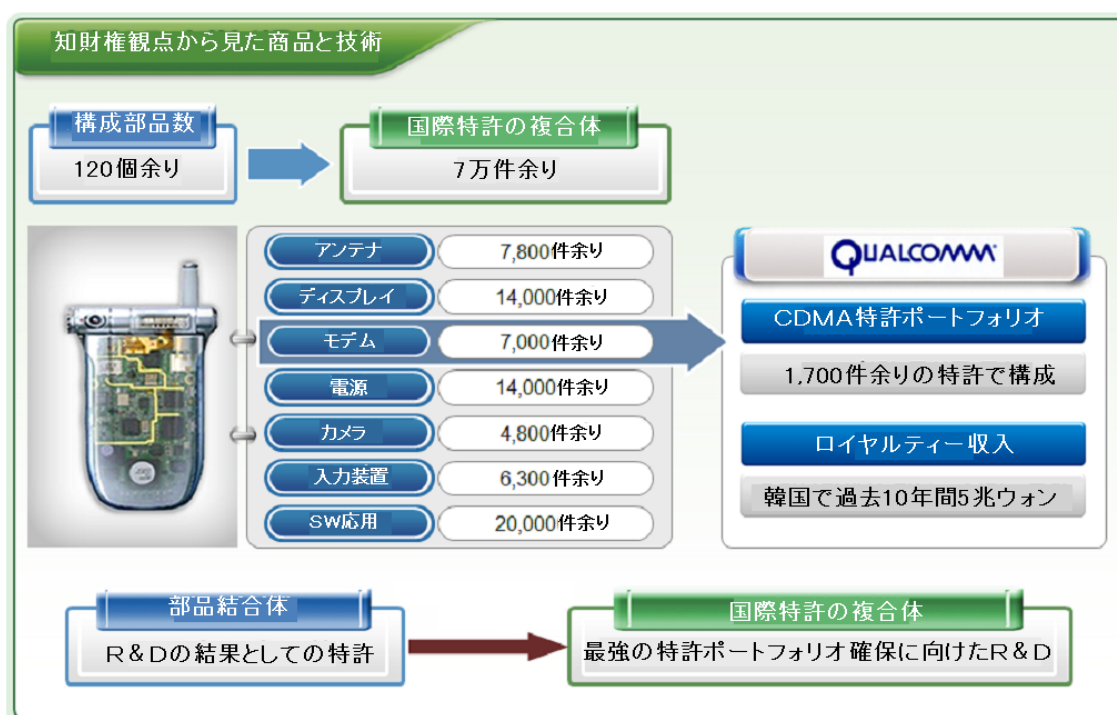 知財権観点から見た商品と技術
構成部品数
120個余り
国際特許の複合体
7万件余り
アンテナ 7,800件余り
ディスプレイ 14,000件余り
モデム 7,000件余り
電源 14,000件余り
カメラ 4,800件余り
入力装置 6,300件余り
SW応用 20,000件余り
QUALCOMM
CDMA特許ポートフォリオ
1,700件余りの特許で構成
ロイヤルティー収入
韓国で過去10年間5兆ウォン
部品結合体
R&Dの結果としての特許
国際特許の複合体
最強の特許ポートフォリオ確保に向けたR&D